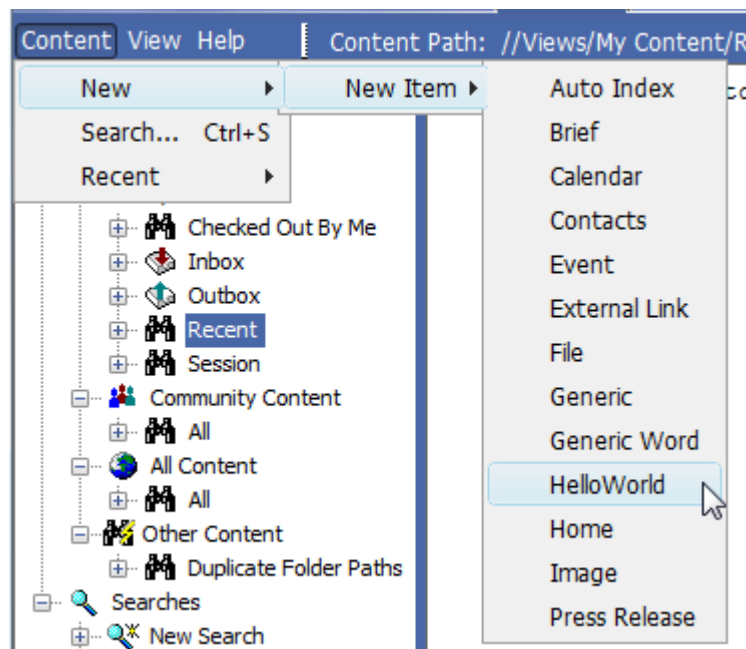 Content View Help Content Path: //Views/My Content/R
New New Item Auto Index
Search... Ctrl+S Brief
Recent Calendar
Checked Out By Me Contacts
Inbox Event
Outbox External Link
Recent File
Session Generic
Community Content Generic Word
All HelloWorld
All Content Home
All Image
Other Content Press Release
Duplicate Folder Paths
Searches
New Search